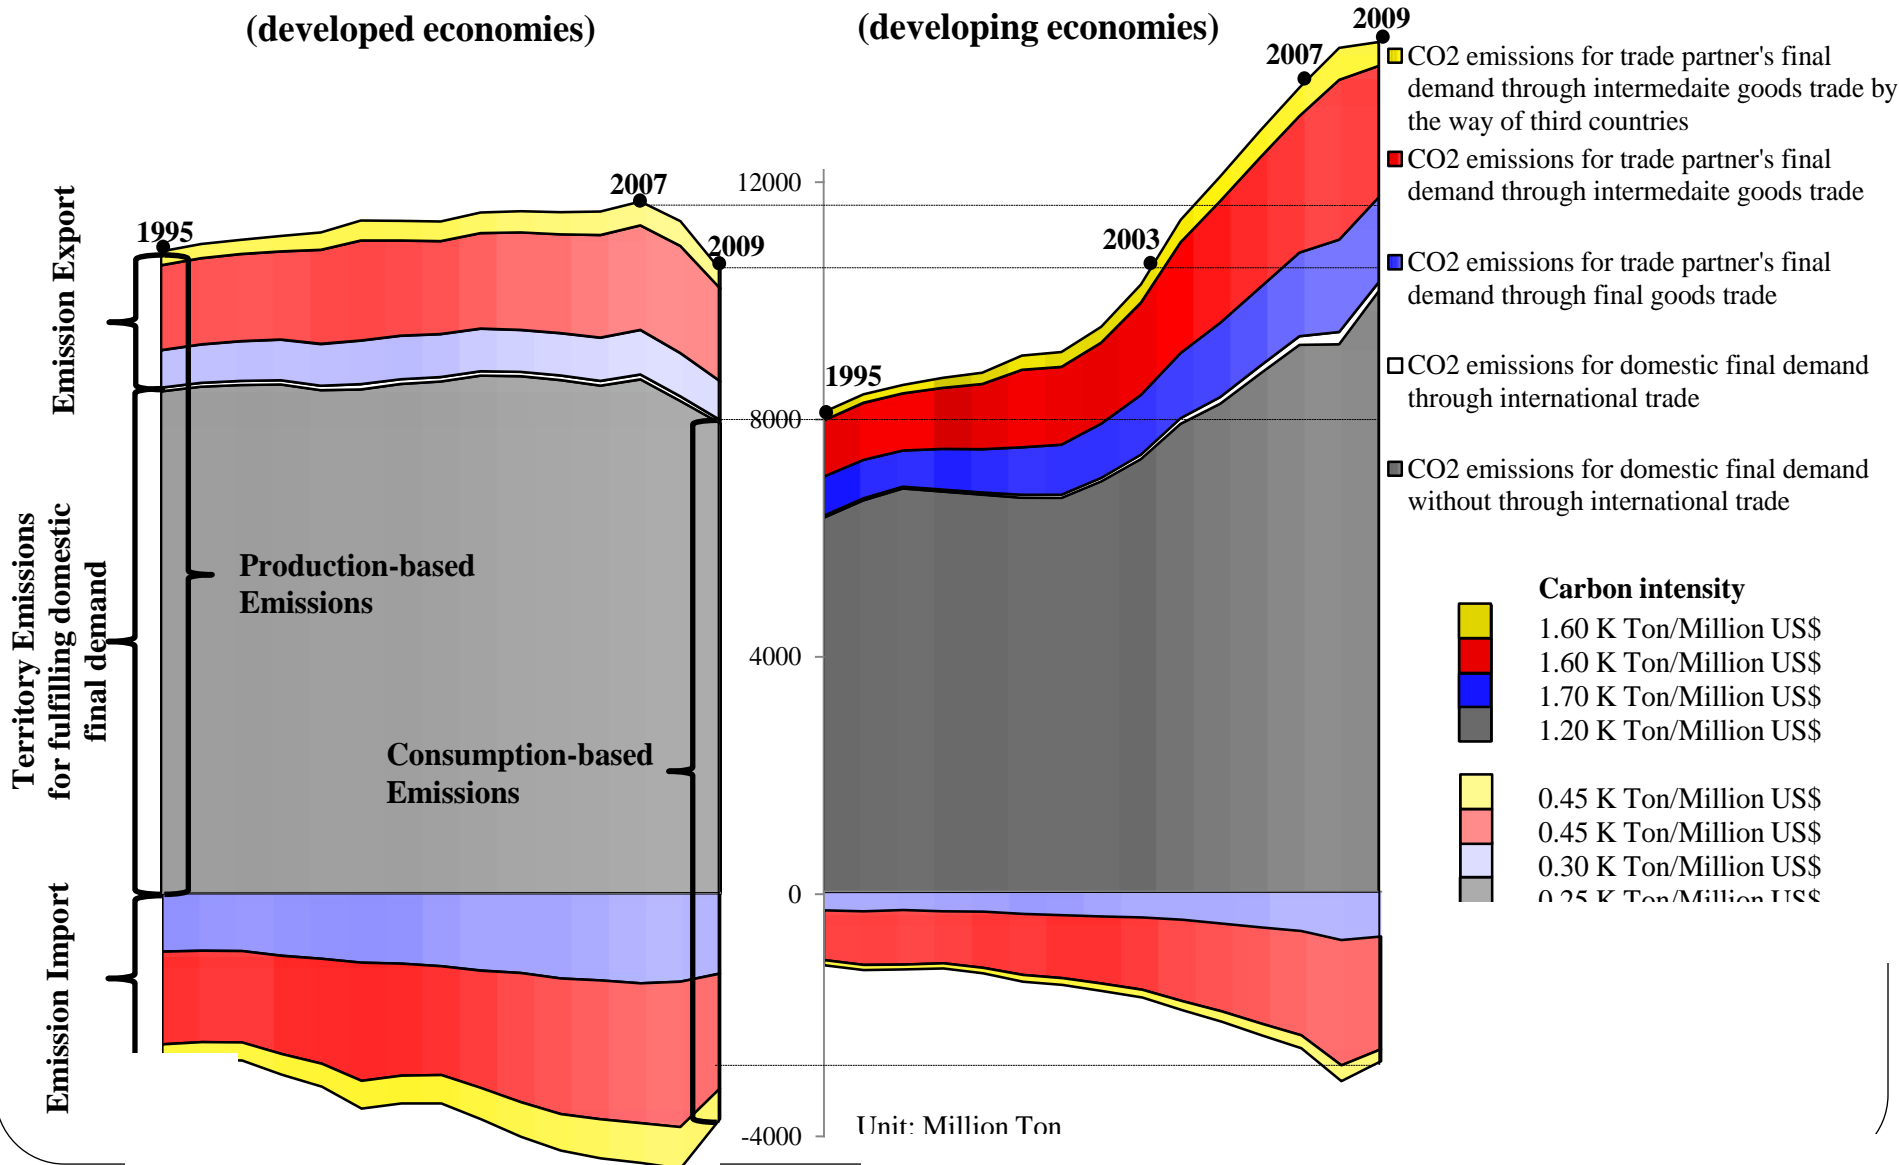 (developed economies)
(developing economies)
1995
2007
2009
1995
2003
2007
2009
12000
8000
4000
0
-4000
Emission Export
Territory Emissions
for fulfilling domestic
final demand
Emission Import
Production-based
Emissions
Consumption-based
Emissions
Unit: Million Ton
CO2 emissions for trade partner's final
demand through intermedaite goods trade by
the way of third countries
CO2 emissions for trade partner's final
demand through intermedaite goods trade
CO2 emissions for trade partner's final
demand through final goods trade
CO2 emissions for domestic final demand
through international trade
CO2 emissions for domestic final demand
without through international trade
Carbon intensity
1.60 K Ton/Million US$
1.60 K Ton/Million US$
1.70 K Ton/Million US$
1.20 K Ton/Million US$
0.45 K Ton/Million US$
0.45 K Ton/Million US$
0.30 K Ton/Million US$
0.25 K Ton/Million US$